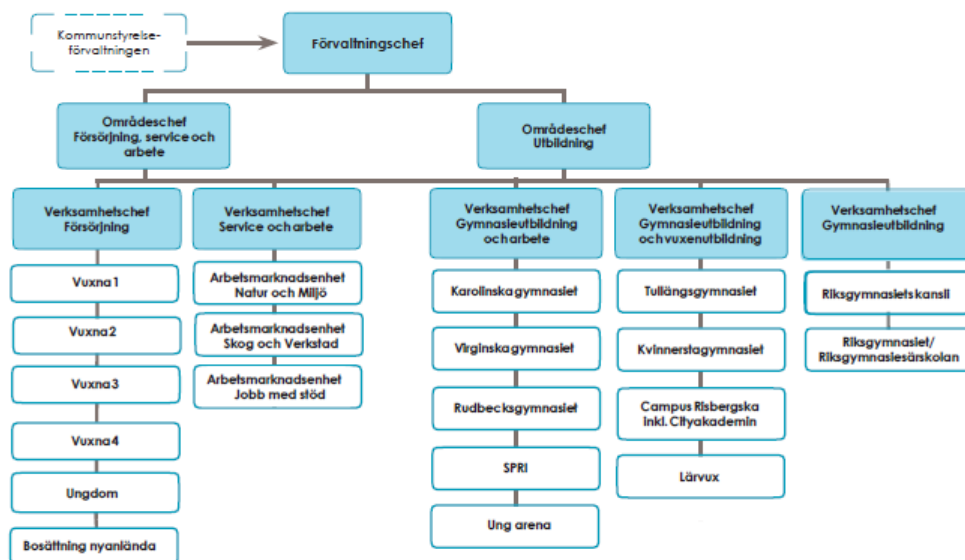 Kommunstyrelse-
förvaltningen
Förvaltningschef
Områdeschef
Försörjning, service och
arbete
Områdeschef
Utbildning
Verksamhetschef
Försörjning
Vuxna 1
Vuxna 2
Vuxna 3
Vuxna 4
Ungdom
Bosättning nyanlända
Verksamhetschef
Service och arbete
Arbetsmarknadsenhet
Natur och Miljö
Arbetsmarknadsenhet
Skog och Verkstad
Arbetsmarknadsenhet
Jobb med stöd
Verksamhetschef
Gymnasieutbildning
och arbete
Karolinska gymnasiet
Virginska gymnasiet
Rudbecksgymnasiet
SPRI
Ung arena
Verksamhetschef
Gymnasieutbildning
och vuxenutbildning
Tullängsgymnasiet
Kvinnerstagymnasiet
Campus Risbergska
inkl. Cityakademin
Lärvux
Verksamhetschef
Gymnasieutbildning
Riksgymnasiets kansli
Riksgymnasiet/
Riksgymnasiesärskolan